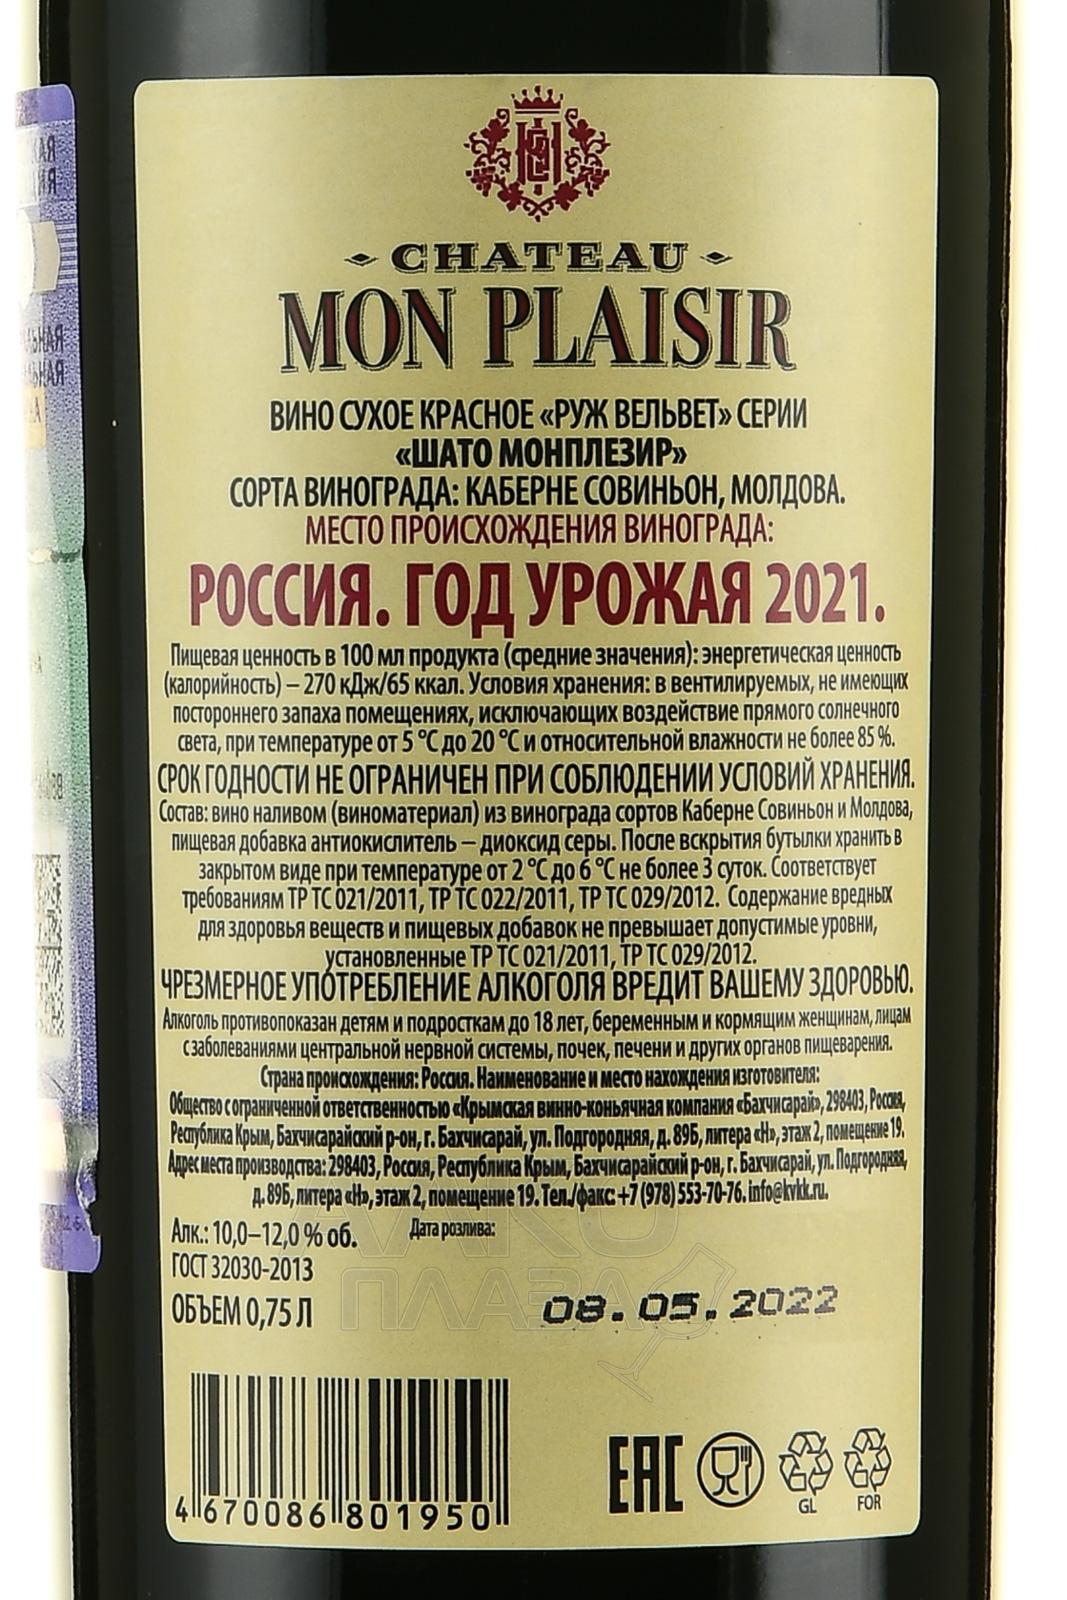 CHATEAU
MON PLAISIR
ВИНО СУХОЕ КРАСНОЕ «РУЖ ВЕЛЬВЕТ» СЕРИИ
«ШАТО МОНПЛЕЗИР»
СОРТА ВИНОГРАДА: КАБЕРНЕ СОВИНЬОН, МОЛДОВА.
МЕСТО ПРОИСХОЖДЕНИЯ ВИНОГРАДА:
РОССИЯ. ГОД УРОЖАЯ 2021.
Пищевая ценность в 100 мл продукта (средние значения): энергетическая ценность
(калорийность) – 270 кДж/65 ккал. Условия хранения: в вентилируемых, не имеющих
постороннего запаха помещениях, исключающих воздействие прямого солнечного
света, при температуре от 5 °С до 20 °С и относительной влажности не более 85 %.
СРОК ГОДНОСТИ НЕ ОГРАНИЧЕН ПРИ СОБЛЮДЕНИИ УСЛОВИЙ ХРАНЕНИЯ.
Состав: вино наливом (виноматериал) из винограда сортов Каберне Совиньон и Молдова,
пищевая добавка антиокислитель – диоксид серы. После вскрытия бутылки хранить в
закрытом виде при температуре от 2 °С до 6 °С не более 3 суток. Соответствует
требованиям ТР ТС 021/2011, ТР ТС 022/2011, ТР ТС 029/2012. Содержание вредных
для здоровья веществ и пищевых добавок не превышает допустимые уровни,
установленные ТР ТС 021/2011, ТР ТС 029/2012.
ЧРЕЗМЕРНОЕ УПОТРЕБЛЕНИЕ АЛКОГОЛЯ ВРЕДИТ ВАШЕМУ ЗДОРОВЬЮ.
Алкоголь противопоказан детям и подросткам до 18 лет, беременным и кормящим женщинам, лицам
с заболеваниями центральной нервной системы, почек, печени и других органов пищеварения.
Страна происхождения: Россия. Наименование и место нахождения изготовителя:
Общество с ограниченной ответственностью «Крымская винно-коньячная компания «Бахчисарай», 298403, Россия,
Республика Крым, Бахчисарайский р-он, г. Бахчисарай, ул. Подгородняя, д. 89Б, литера «Н», этаж 2, помещение 19.
Адрес места производства: 298403, Россия, Республика Крым, Бахчисарайский р-он, г. Бахчисарай, ул. Подгородняя,
д. 89Б, литера «Н», этаж 2, помещение 19. Тел./факс: +7 (978) 553-70-76. info@kvkk.ru.
Алк.: 10,0–12,0 % об. Дата розлива:
ГОСТ 32030-2013
ОБЪЕМ 0,75 Л
08.05.2022
АЛКО
ПЛАЗА
4 670086 801950
EAC
GL FOR